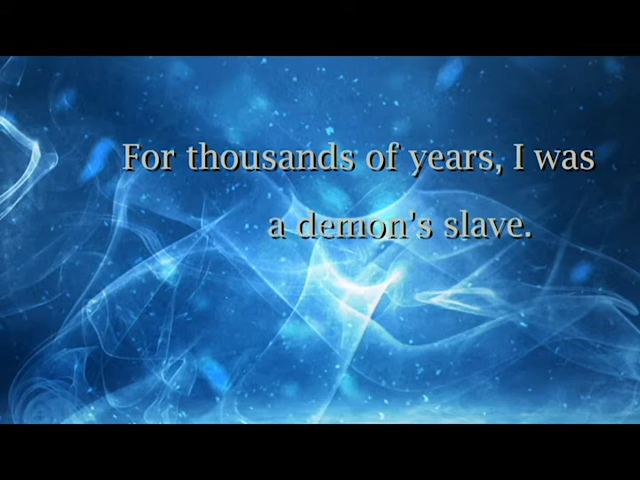 For thousands of years, I was
a demon's slave.